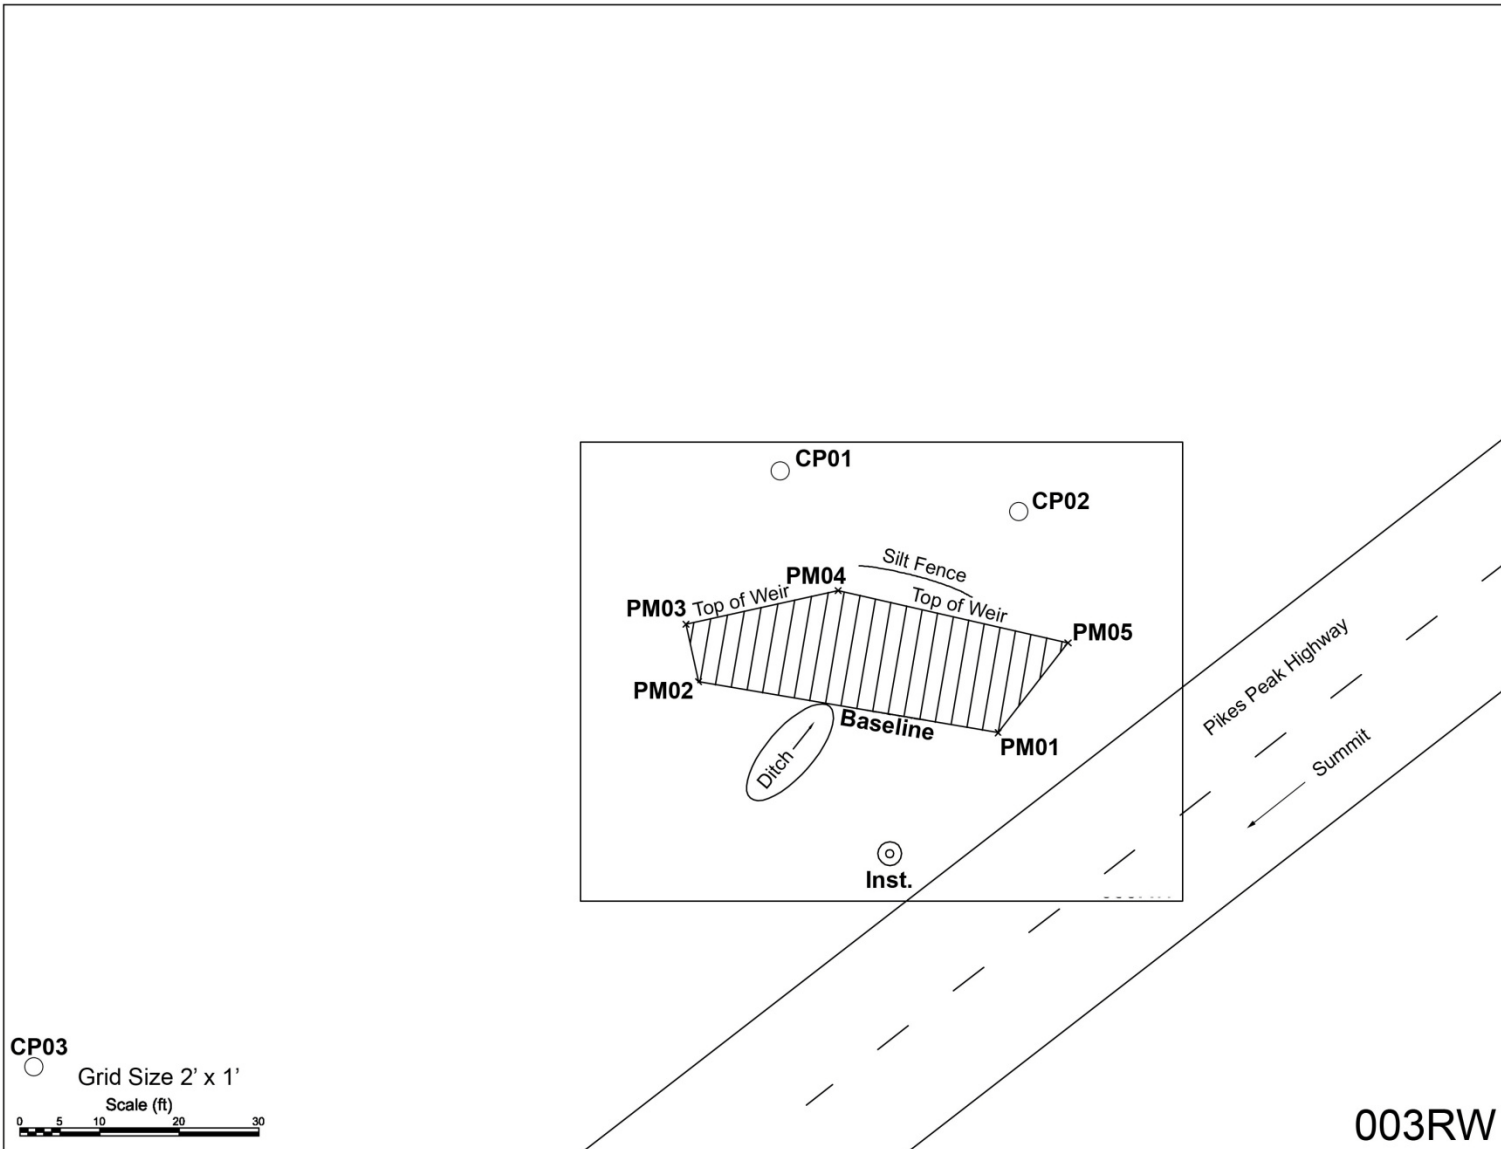 CP01
CP02
Silt Fence
PM04
Top of Weir
Top of Weir
PM03
PM05
PM02
Baseline
PM01
Ditch
Pikes Peak Highway
Summit
Inst.
CP03
Grid Size 2’ x 1’
Scale (ft)
0 5 10 20 30
003RW